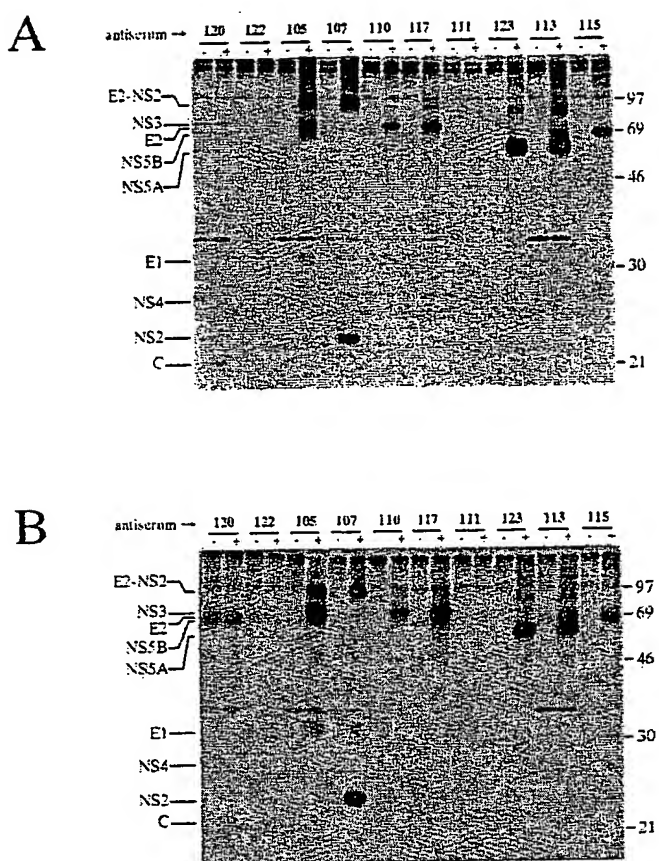 A
antiserum → 120 122 105 107 110 117 111 123 113 115
- + - + - + - + - + - + - + - + - + - +
E2-NS2
NS3
E2
NS5B
NS5A
E1
NS4
NS2
C
97
69
46
30
21
B
antiserum → 120 122 105 107 110 117 111 123 113 115
- + - + - + - + - + - + - + - + - + - +
E2-NS2
NS3
E2
NS5B
NS5A
E1
NS4
NS2
C
97
69
46
30
21